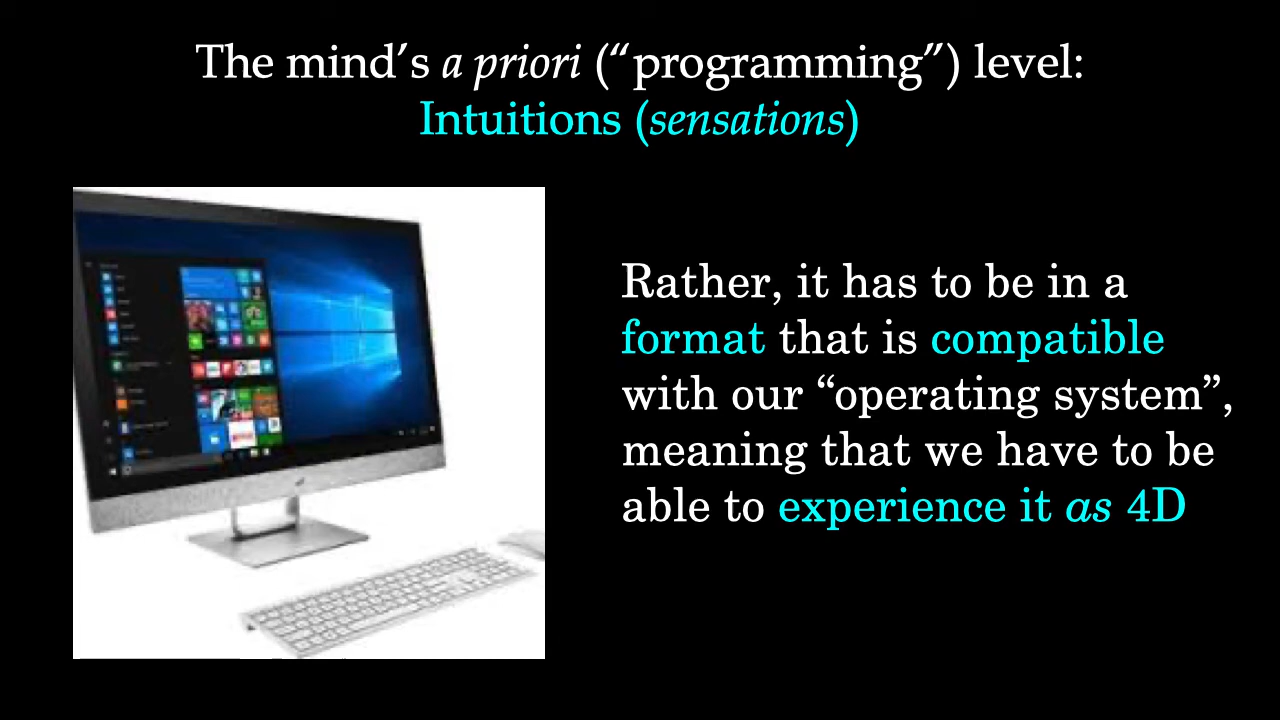 The mind’s a priori (“programming”) level:
Intuitions (sensations)
Rather, it has to be in a
format that is compatible
with our “operating system”,
meaning that we have to be
able to experience it as 4D